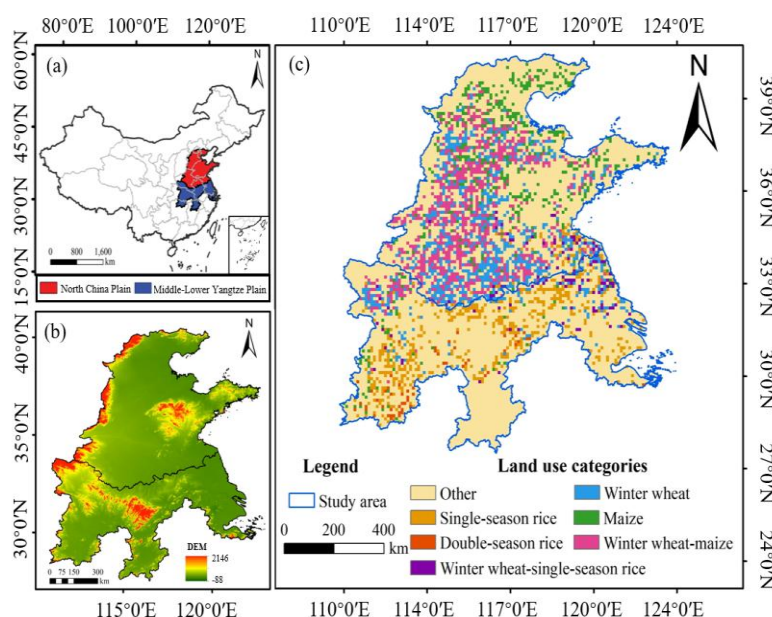 80°0'E 100°0'E 120°0'E
(a)
N
60°0'N
45°0'N
30°0'N
15°0'N
0 800 1,600
km
North China Plain Middle-Lower Yangtze Plain
(b)
N
40°0'N
35°0'N
30°0'N
DEM
2146
-88
0 75 150 300
km
115°0'E 120°0'E
110°0'E 114°0'E 117°0'E 120°0'E 124°0'E
(c)
N
39°0'N
36°0'N
33°0'N
30°0'N
27°0'N
24°0'N
Legend
Study area
0 200 400
km
Land use categories
Other Winter wheat
Single-season rice Maize
Double-season rice Winter wheat-maize
Winter wheat-single-season rice
110°0'E 114°0'E 117°0'E 120°0'E 124°0'E